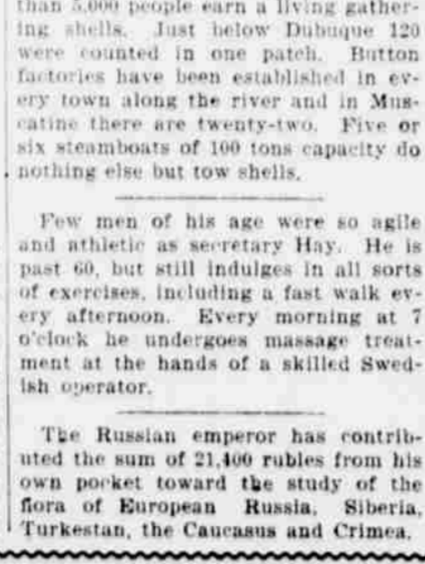 than 5,000 people earn a living gather-
ing shells. Just below Dubuque 120
were counted in one patch. Button
factories have been established in ev-
ery town along the river and in Mus-
catine there are twenty-two. Five or
six steamboats of 100 tons capacity do
nothing else but tow shells.
Few men of his age were so agile
and athletic as secretary Hay. He is
past 60, but still indulges in all sorts
of exercises, including a fast walk ev-
ery afternoon. Every morning at 7
o'clock he undergoes massage treat-
ment at the hands of a skilled Swed-
ish operator.
The Russian emperor has contrib-
uted the sum of 21,400 rubles from his
own pocket toward the study of the
flora of European Russia, Siberia,
Turkestan, the Caucasus and Crimea.